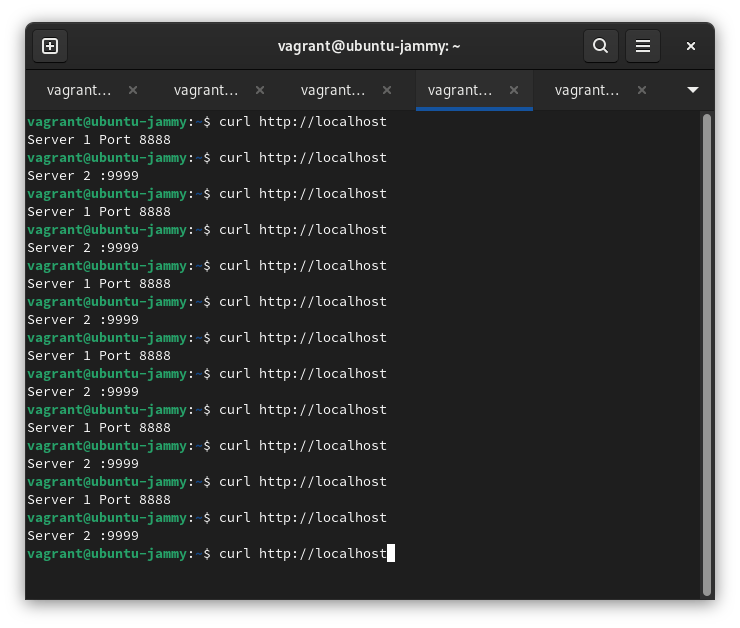 vagrant@ubuntu-jammy: ~
vagrant... vagrant... vagrant... vagrant... vagrant...
vagrant@ubuntu-jammy:~$ curl http://localhost
Server 1 Port 8888
vagrant@ubuntu-jammy:~$ curl http://localhost
Server 2 :9999
vagrant@ubuntu-jammy:~$ curl http://localhost
Server 1 Port 8888
vagrant@ubuntu-jammy:~$ curl http://localhost
Server 2 :9999
vagrant@ubuntu-jammy:~$ curl http://localhost
Server 1 Port 8888
vagrant@ubuntu-jammy:~$ curl http://localhost
Server 2 :9999
vagrant@ubuntu-jammy:~$ curl http://localhost
Server 1 Port 8888
vagrant@ubuntu-jammy:~$ curl http://localhost
Server 2 :9999
vagrant@ubuntu-jammy:~$ curl http://localhost
Server 1 Port 8888
vagrant@ubuntu-jammy:~$ curl http://localhost
Server 2 :9999
vagrant@ubuntu-jammy:~$ curl http://localhost
Server 1 Port 8888
vagrant@ubuntu-jammy:~$ curl http://localhost
Server 2 :9999
vagrant@ubuntu-jammy:~$ curl http://localhost